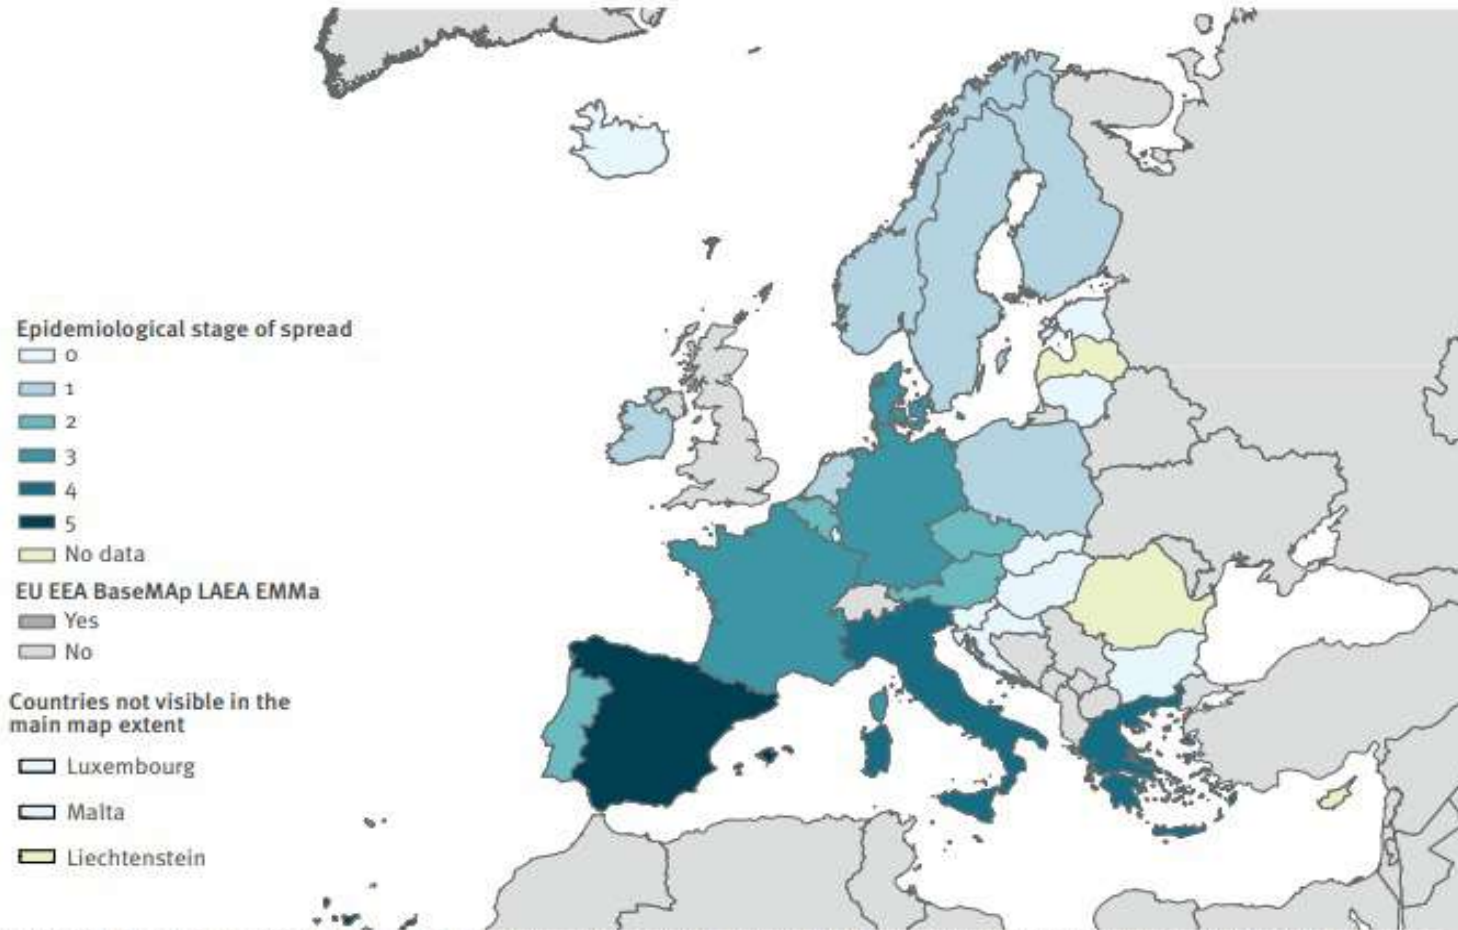 Epidemiological stage of spread
0
1
2
3
4
5
No data
EU EEA BaseMAp LAEA EMMa
Yes
No
Countries not visible in the
main map extent
Luxembourg
Malta
Liechtenstein